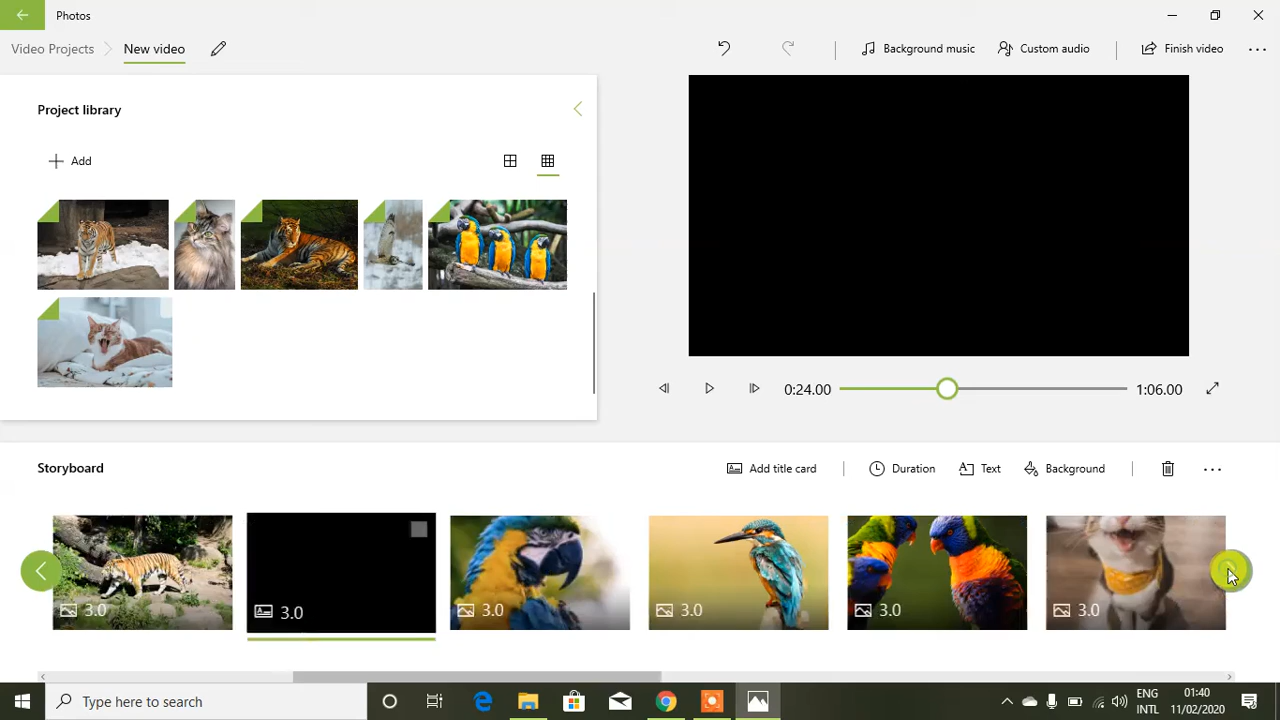 Photos
Video Projects
New video
Background music
Custom audio
Finish video
Project library
Add
0:24.00
1:06.00
Storyboard
Add title card
Duration
Text
Background
3.0
3.0
3.0
3.0
3.0
3.0
Type here to search
ENG
INTL
01:40
11/02/2020